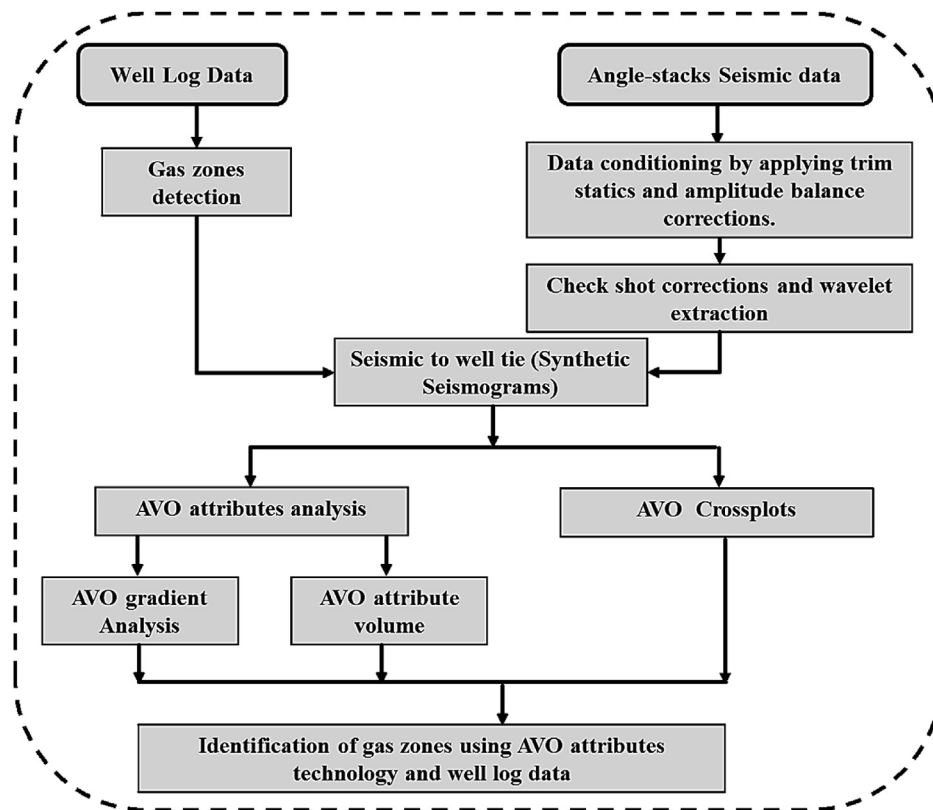 Well Log Data
Angle-stacks Seismic data
Gas zones
detection
Data conditioning by applying trim
statics and amplitude balance
corrections.
Check shot corrections and wavelet
extraction
Seismic to well tie (Synthetic
Seismograms)
AVO attributes analysis
AVO Crossplots
AVO gradient
Analysis
AVO attribute
volume
Identification of gas zones using AVO attributes
technology and well log data